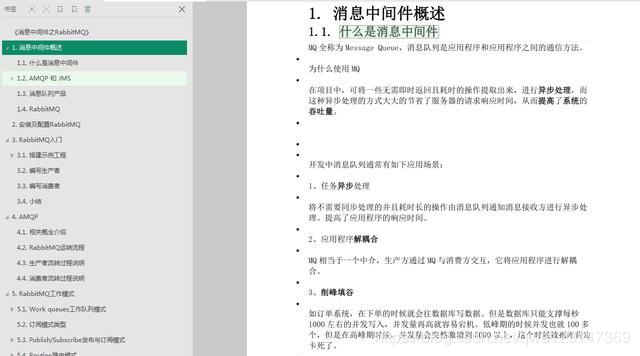 书签
《消息中间件之RabbitMQ》
1. 消息中间件概述
1.1. 什么是消息中间件
1.2. AMQP 和 JMS
1.3. 消息队列产品
1.4. RabbitMQ
2. 安装及配置RabbitMQ
3. RabbitMQ入门
3.1. 搭建示例工程
3.2. 编写生产者
3.3. 编写消费者
3.4. 小结
4. AMQP
4.1. 相关概念介绍
4.2. RabbitMQ运转流程
4.3. 生产者流转过程说明
4.4. 消费者流转过程说明
5. RabbitMQ工作模式
5.1. Work queues工作队列模式
5.2. 订阅模式类型
5.3. Publish/Subscribe发布与订阅模式
5.4. Routing路由模式
1. 消息中间件概述
1.1. 什么是消息中间件
MQ 全称为 Message Queue，消息队列是应用程序和应用程序之间的通信方法。
为什么使用 MQ
在项目中，可将一些无需即时返回且耗时的操作提取出来，进行异步处理，而
这种异步处理的方式大大的节省了服务器的请求响应时间，从而提高了系统的
吞吐量。
开发中消息队列通常有如下应用场景：
1、任务异步处理
将不需要同步处理的并且耗时长的操作由消息队列通知消息接收方进行异步处
理。提高了应用程序的响应时间。
2、应用程序解耦合
MQ 相当于一个中介，生产方通过 MQ 与消费方交互，它将应用程序进行解耦
合。
3、削峰填谷
如订单系统，在下单的时候就会往数据库写数据。但是数据库只能支撑每秒
1000 左右的并发写入，并发量再高就容易宕机。低峰期的时候并发也就 100 多
个，但是在高峰期时候，并发量会突然激增到 5000 以上，这个时候数据库肯定
卡死了。